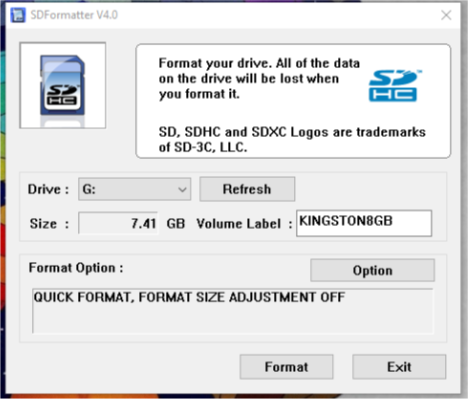 SDFormatter V4.0
Format your drive. All of the data
on the drive will be lost when
you format it.
SD, SDHC and SDXC Logos are trademarks
of SD-3C, LLC.
SD
HC
SD™
HC
Drive : G: Refresh
Size : 7.41 GB Volume Label : KINGSTON8GB
Format Option : Option
QUICK FORMAT, FORMAT SIZE ADJUSTMENT OFF
Format Exit